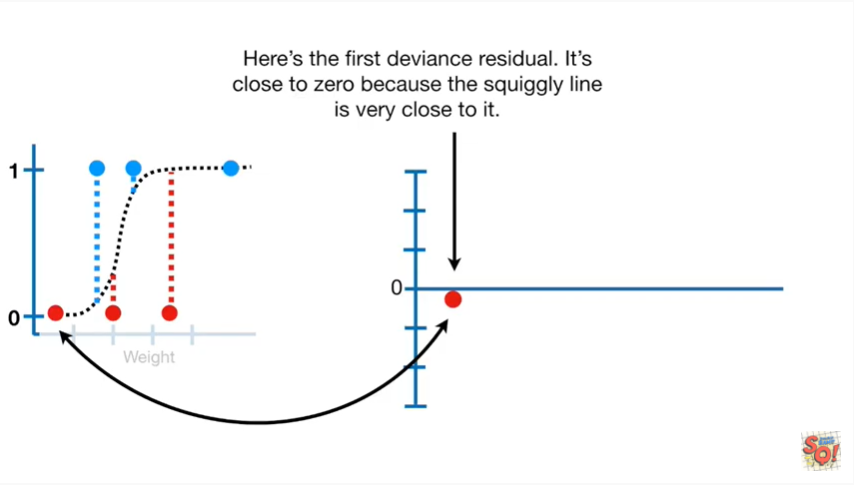 Here’s the first deviance residual. It’s
close to zero because the squiggly line
is very close to it.
1
0
Weight
0
SQ!